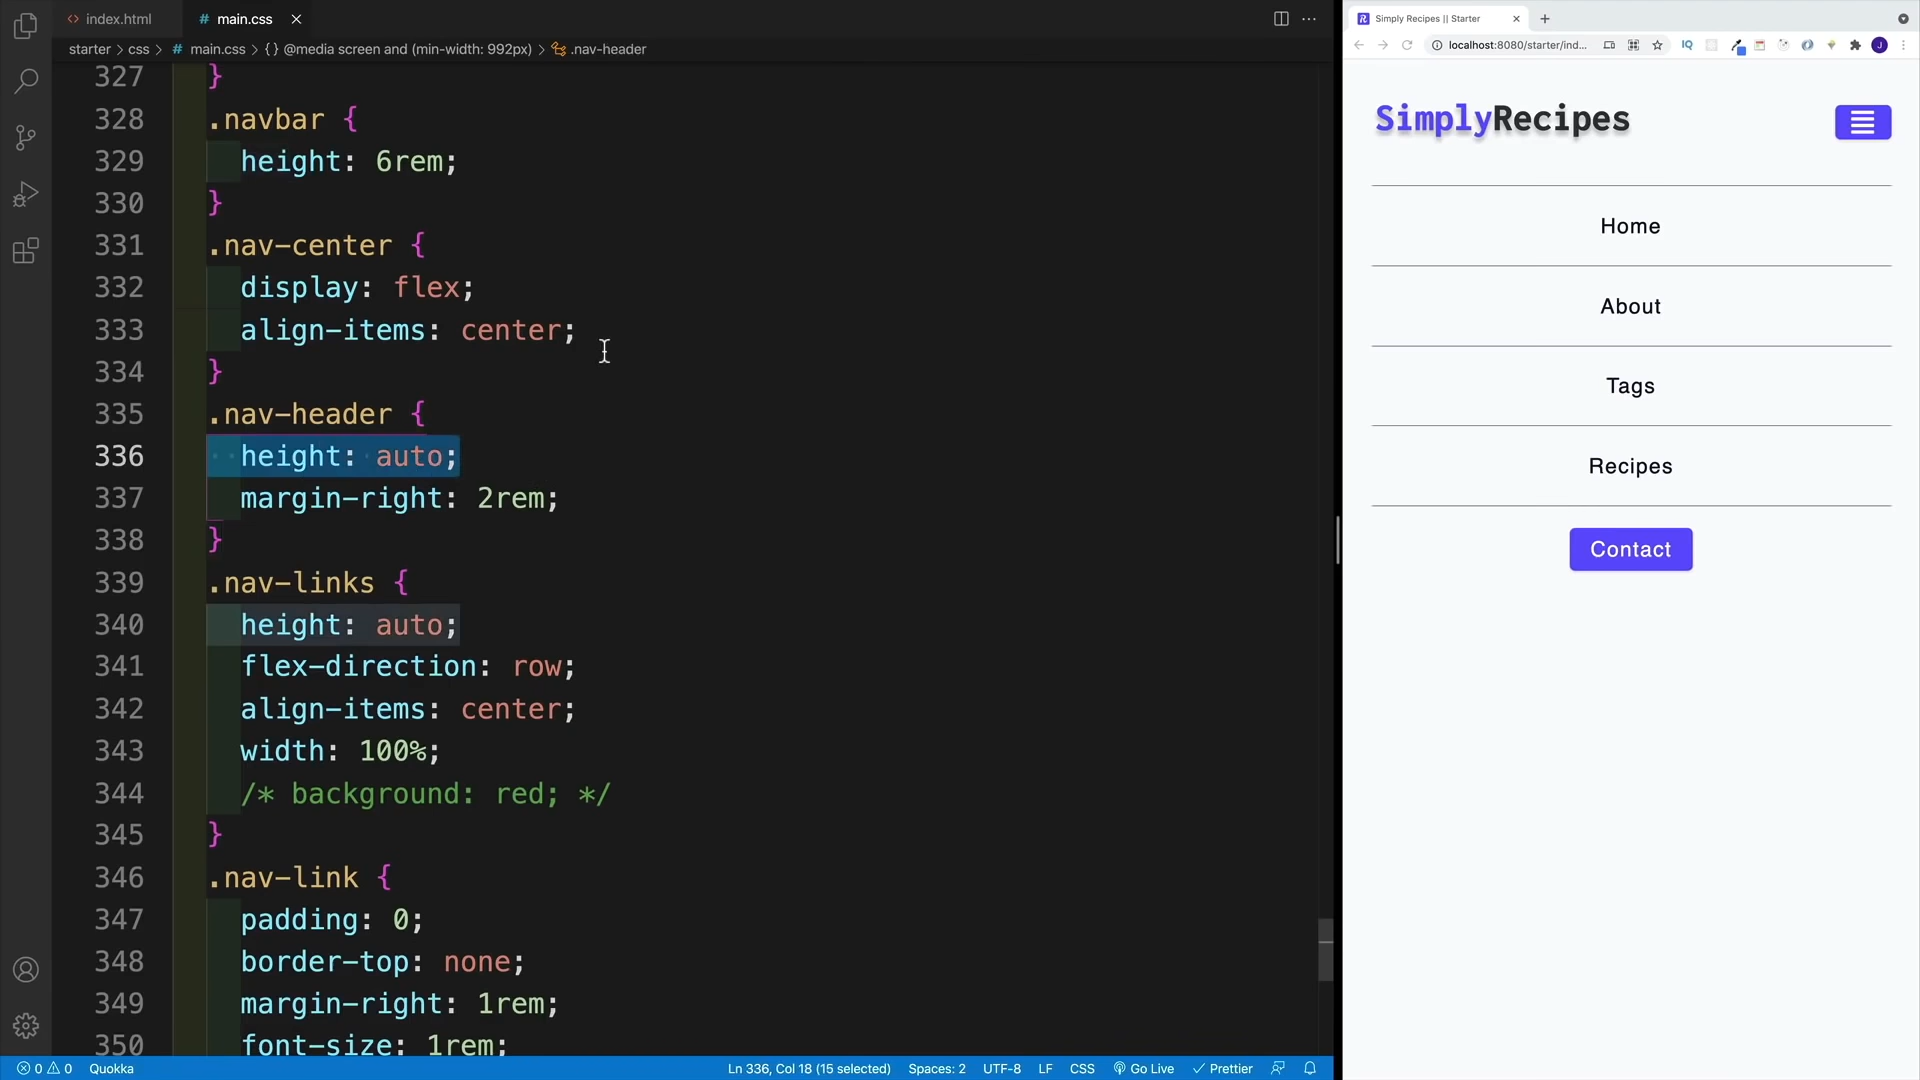 index.html
# main.css
starter > css > # main.css > { } @media screen and (min-width: 992px) > .nav-header
327 }
328 .navbar {
329 height: 6rem;
330 }
331 .nav-center {
332 display: flex;
333 align-items: center;
334 }
335 .nav-header {
336 height: auto;
337 margin-right: 2rem;
338 }
339 .nav-links {
340 height: auto;
341 flex-direction: row;
342 align-items: center;
343 width: 100%;
344 /* background: red; */
345 }
346 .nav-link {
347 padding: 0;
348 border-top: none;
349 margin-right: 1rem;
350 font-size: 1rem;
0 0 Quokka Ln 336, Col 18 (15 selected) Spaces: 2 UTF-8 LF CSS Go Live Prettier
Simply Recipes || Starter
localhost:8080/starter/ind...
IQ
J
SimplyRecipes
Home
About
Tags
Recipes
Contact